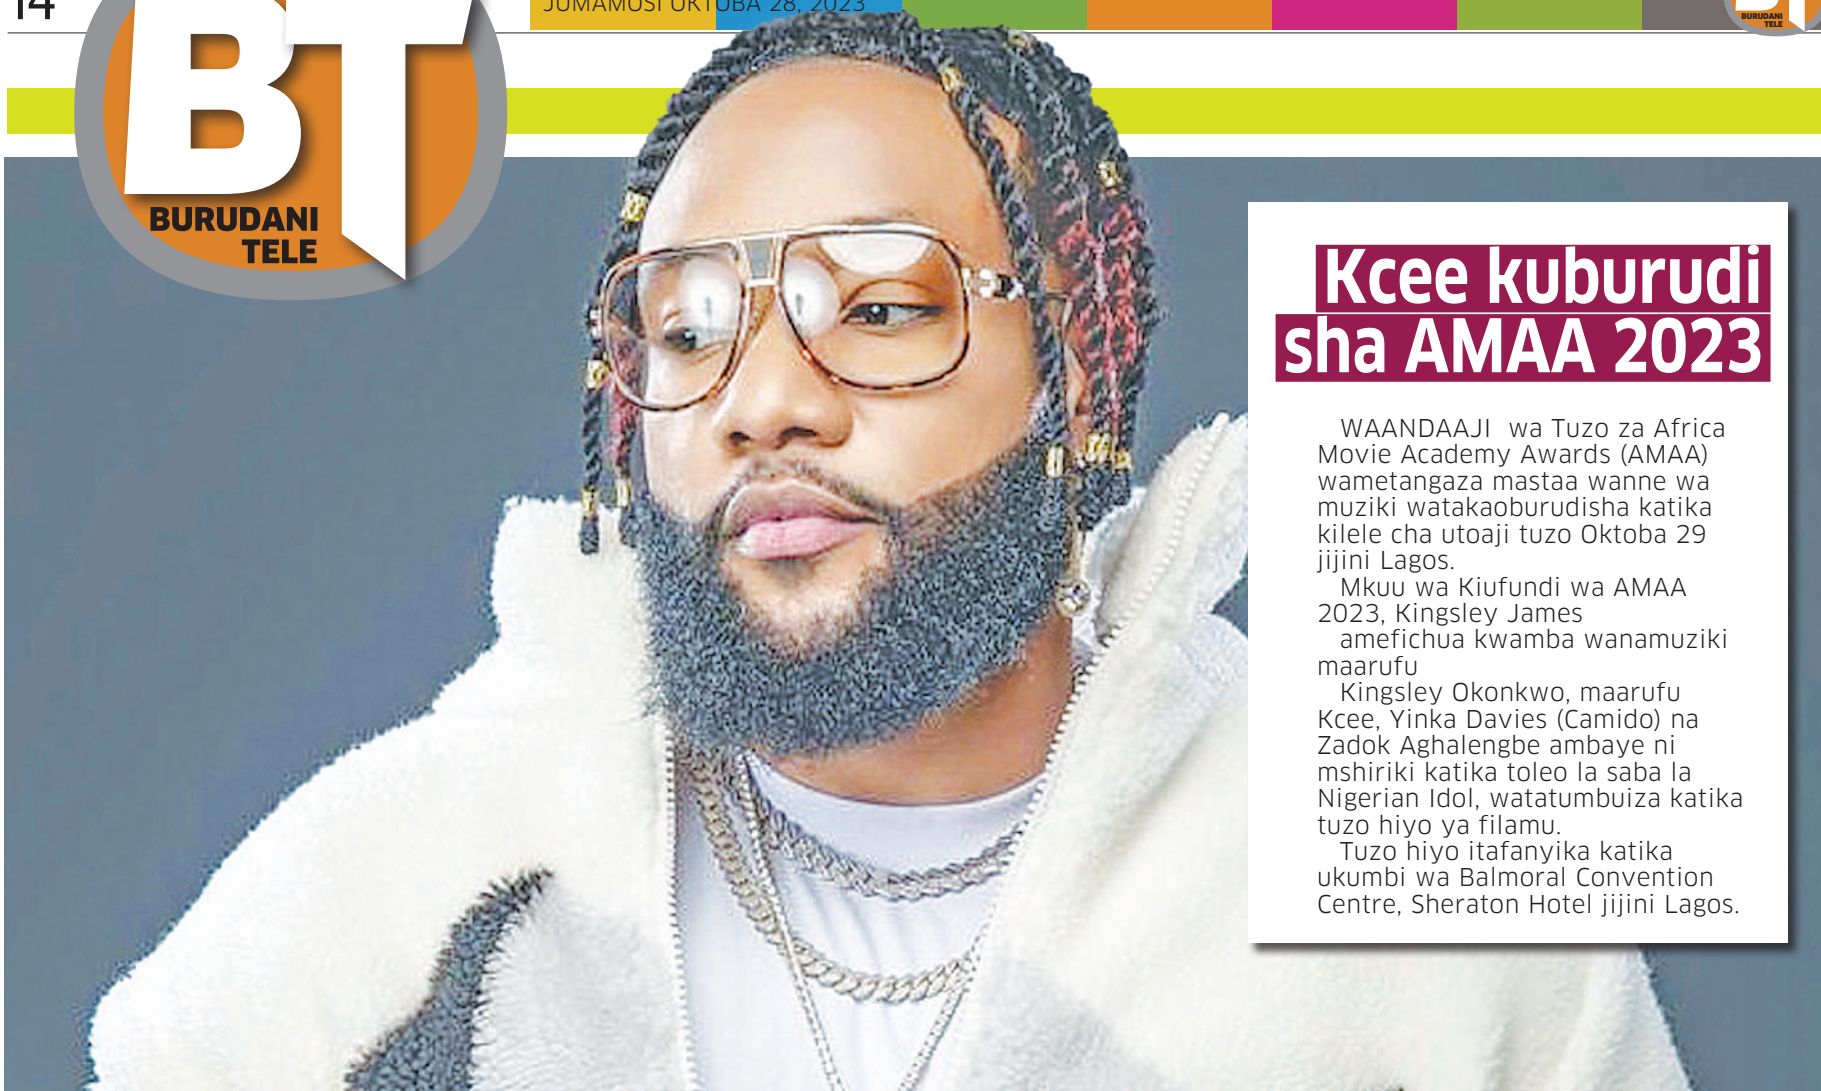 14
JUMAMOSI OKTOBA 28, 2023
BT
BURUDANI
TELE
BURUDANI
TELE
Kcee kuburudi
sha AMAA 2023
WAANDAAJI wa Tuzo za Africa
Movie Academy Awards (AMAA)
wametangaza mastaa wanne wa
muziki watakaoburudisha katika
kilele cha utoaji tuzo Oktoba 29
jijini Lagos.
Mkuu wa Kiufundi wa AMAA
2023, Kingsley James
amefichua kwamba wanamuziki
maarufu
Kingsley Okonkwo, maarufu
Kcee, Yinka Davies (Camido) na
Zadok Aghalengbe ambaye ni
mshiriki katika toleo la saba la
Nigerian Idol, watatumbuiza katika
tuzo hiyo ya filamu.
Tuzo hiyo itafanyika katika
ukumbi wa Balmoral Convention
Centre, Sheraton Hotel jijini Lagos.